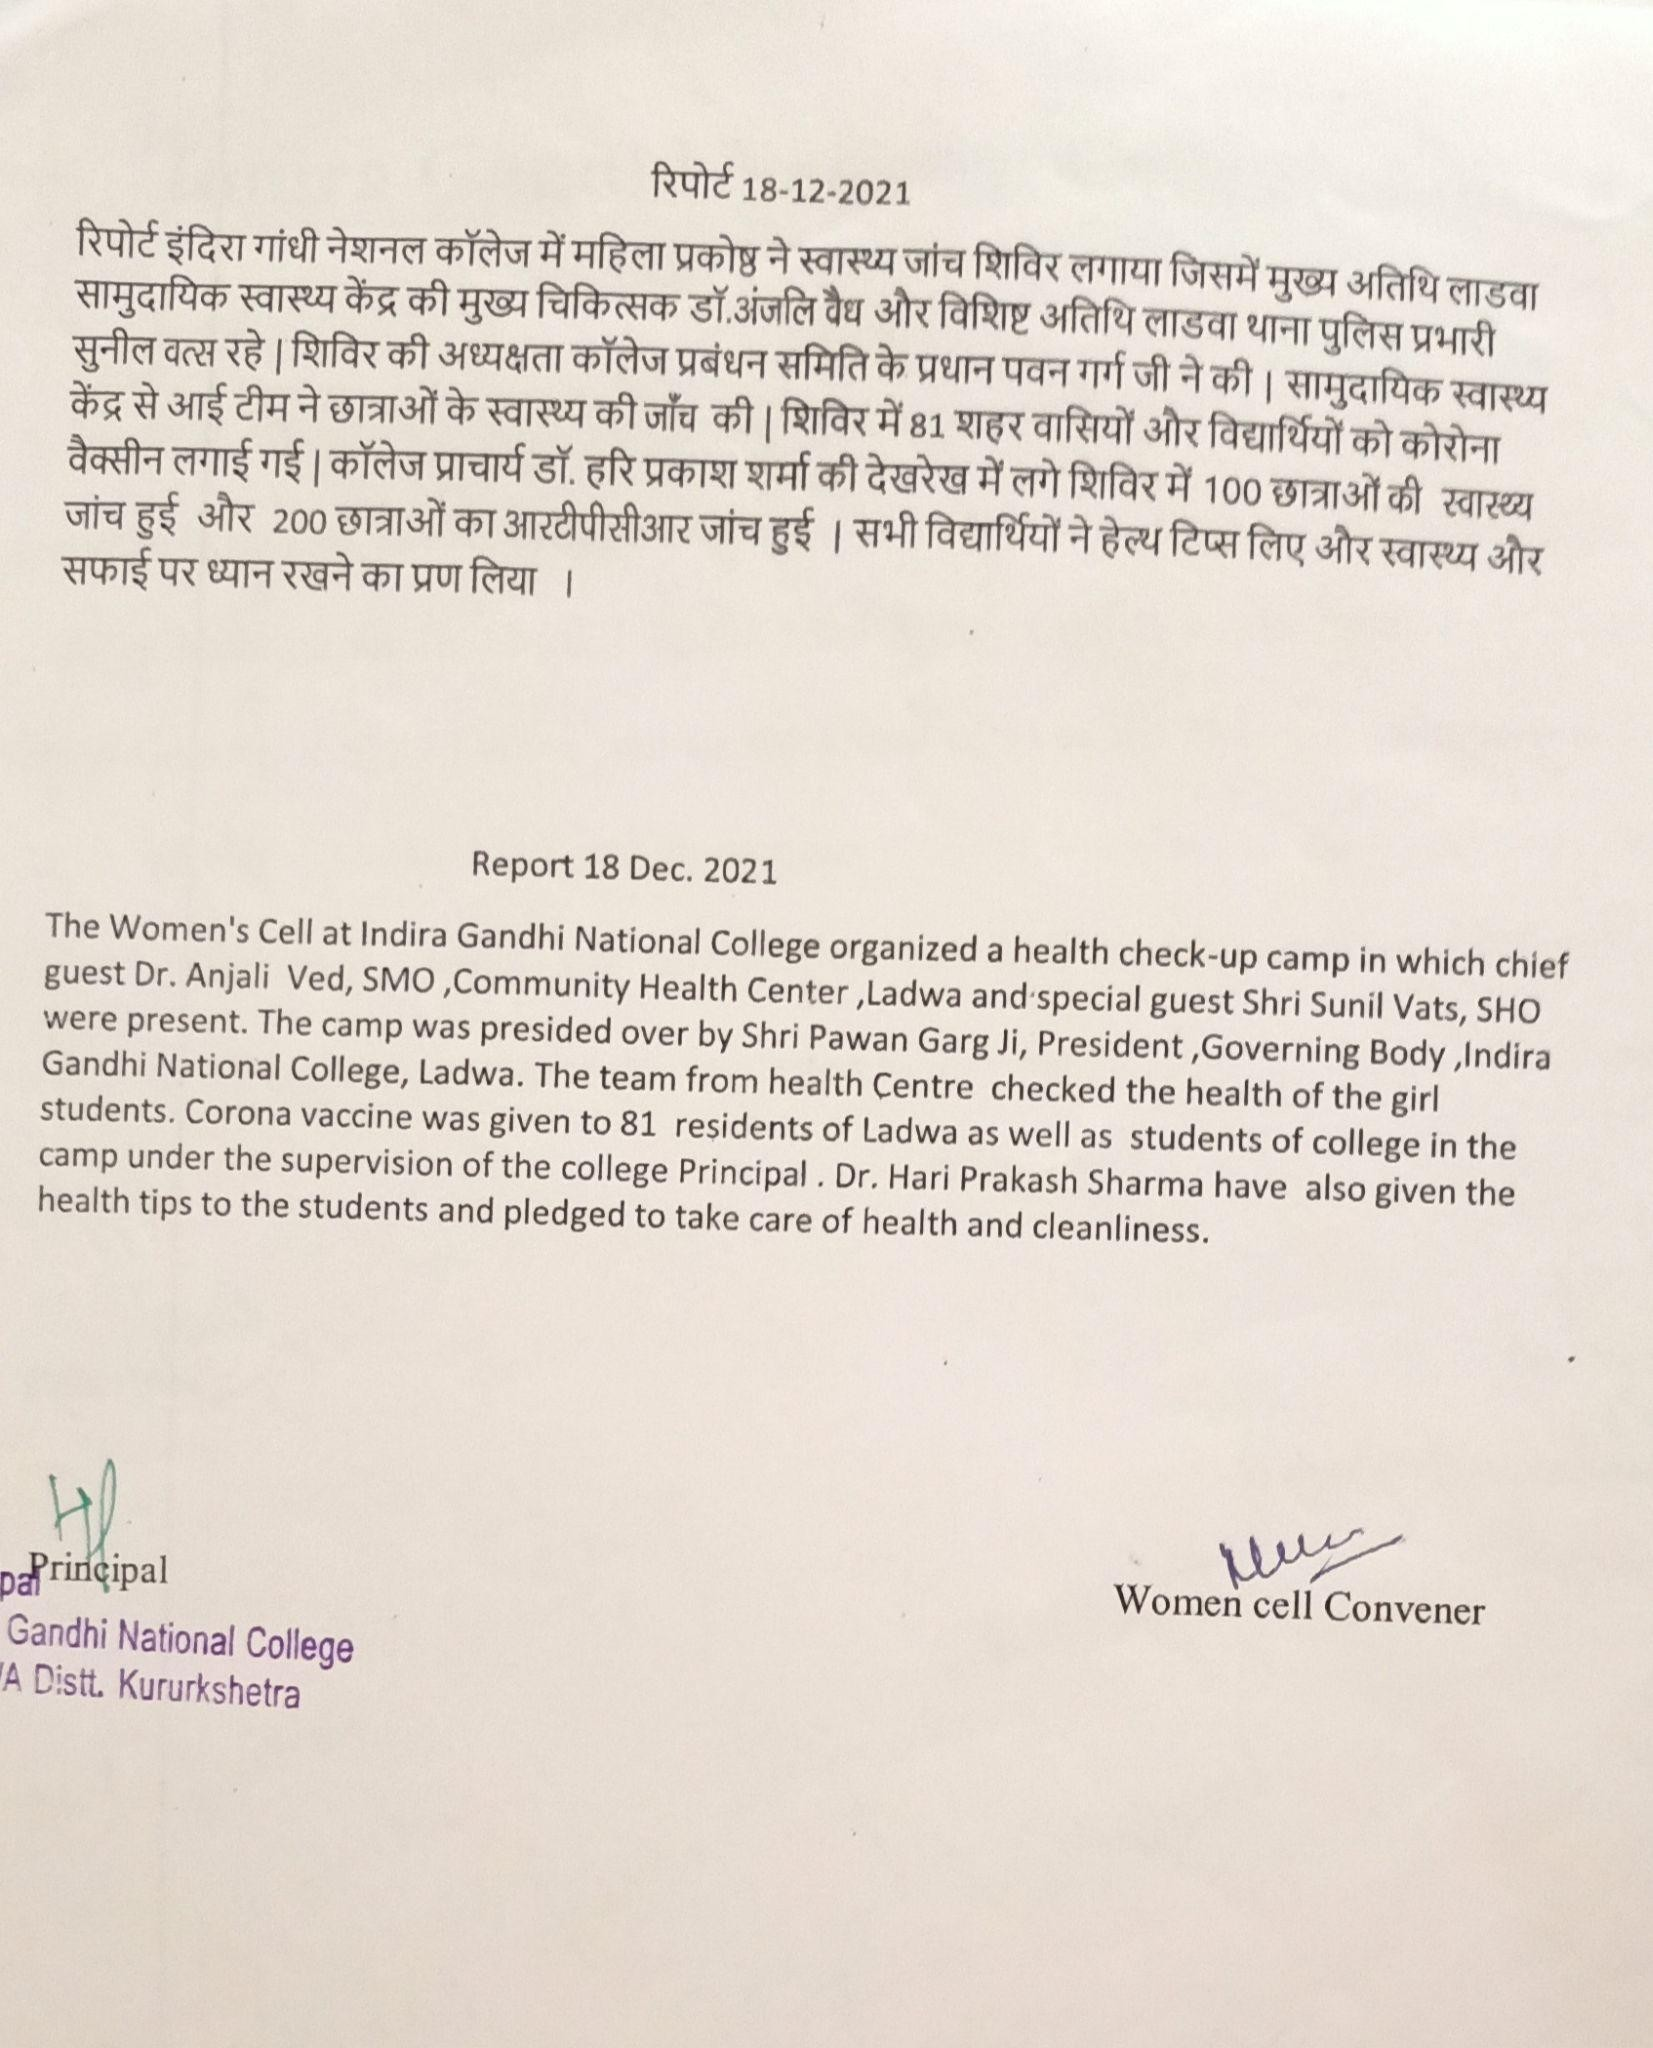 रिपोर्ट 18-12-2021
रिपोर्ट इंदिरा गांधी नेशनल कॉलेज में महिला प्रकोष्ठ ने स्वास्थ्य जांच शिविर लगाया जिसमें मुख्य अतिथि लाडवा
सामुदायिक स्वास्थ्य केंद्र की मुख्य चिकित्सक डॉ.अंजलि वैध और विशिष्ट अतिथि लाडवा थाना पुलिस प्रभारी
सुनील वत्स रहे | शिविर की अध्यक्षता कॉलेज प्रबंधन समिति के प्रधान पवन गर्ग जी ने की | सामुदायिक स्वास्थ्य
केंद्र से आई टीम ने छात्राओं के स्वास्थ्य की जाँच की | शिविर में 81 शहर वासियों और विद्यार्थियों को कोरोना
वैक्सीन लगाई गई | कॉलेज प्राचार्य डॉ. हरि प्रकाश शर्मा की देखरेख में लगे शिविर में 100 छात्राओं की स्वास्थ्य
जांच हुई और 200 छात्राओं का आरटीपीसीआर जांच हुई । सभी विद्यार्थियों ने हेल्थ टिप्स लिए और स्वास्थ्य और
सफाई पर ध्यान रखने का प्रण लिया ।
Report 18 Dec. 2021
The Women's Cell at Indira Gandhi National College organized a health check-up camp in which chief
guest Dr. Anjali Ved, SMO ,Community Health Center ,Ladwa and special guest Shri Sunil Vats, SHO
were present. The camp was presided over by Shri Pawan Garg Ji, President ,Governing Body ,Indira
Gandhi National College, Ladwa. The team from health Centre checked the health of the girl
students. Corona vaccine was given to 81 residents of Ladwa as well as students of college in the
camp under the supervision of the college Principal . Dr. Hari Prakash Sharma have also given the
health tips to the students and pledged to take care of health and cleanliness.
Principal
pal
Gandhi National College
A Distt. Kururkshetra
Women cell Convener